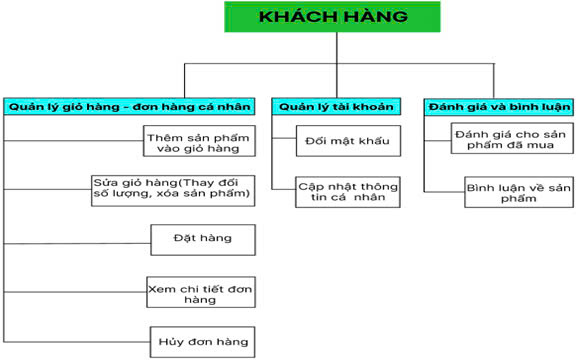 KHÁCH HÀNG
Quản lý giỏ hàng - đơn hàng cá nhân
Thêm sản phẩm
vào giỏ hàng
Sửa giỏ hàng(Thay đổi
số lượng, xóa sản phẩm)
Đặt hàng
Xem chi tiết đơn
hàng
Hủy đơn hàng
Quản lý tài khoản
Đổi mật khẩu
Cập nhật thông
tin cá nhân
Đánh giá và bình luận
Đánh giá cho sản
phẩm đã mua
Bình luận về sản
phẩm